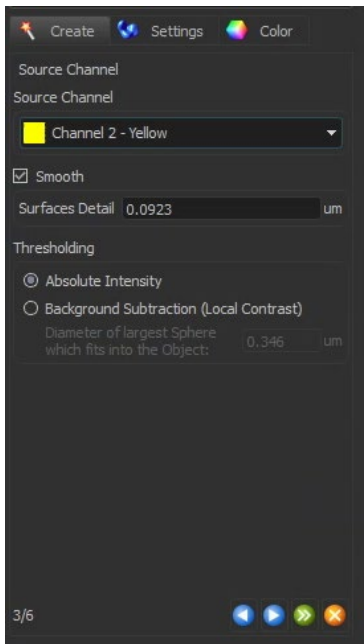 Create Settings Color
Source Channel
Source Channel
Channel 2 - Yellow
Smooth
Surfaces Detail 0.0923 um
Thresholding
Absolute Intensity
Background Subtraction (Local Contrast)
Diameter of largest Sphere
which fits into the Object: 0.346 um
3/6